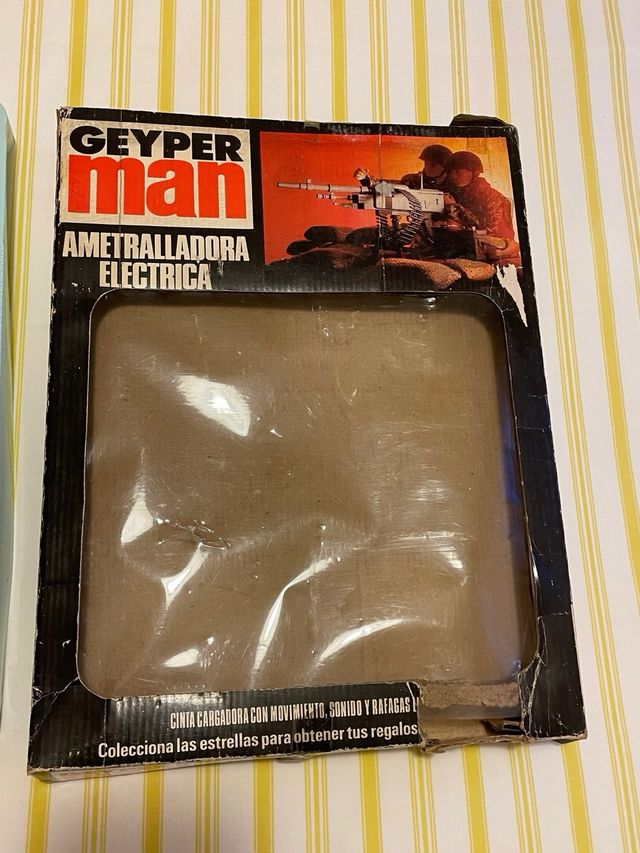 GEYPER
man
AMETRALLADORA
ELECTRICA
CINTA CARGADORA CON MOVIMIENTO, SONIDO Y RAFAGAS
Colecciona las estrellas para obtener tus regalos